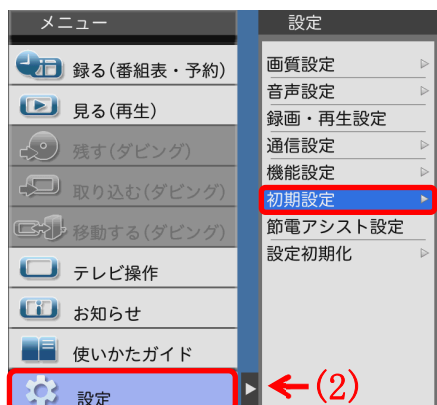 メニュー
録る(番組表・予約)
見る(再生)
残す(ダビング)
取り込む(ダビング)
移動する(ダビング)
テレビ操作
お知らせ
使いかたガイド
設定
設定
画質設定
音声設定
録画・再生設定
通信設定
機能設定
初期設定
節電アシスト設定
設定初期化
(2)